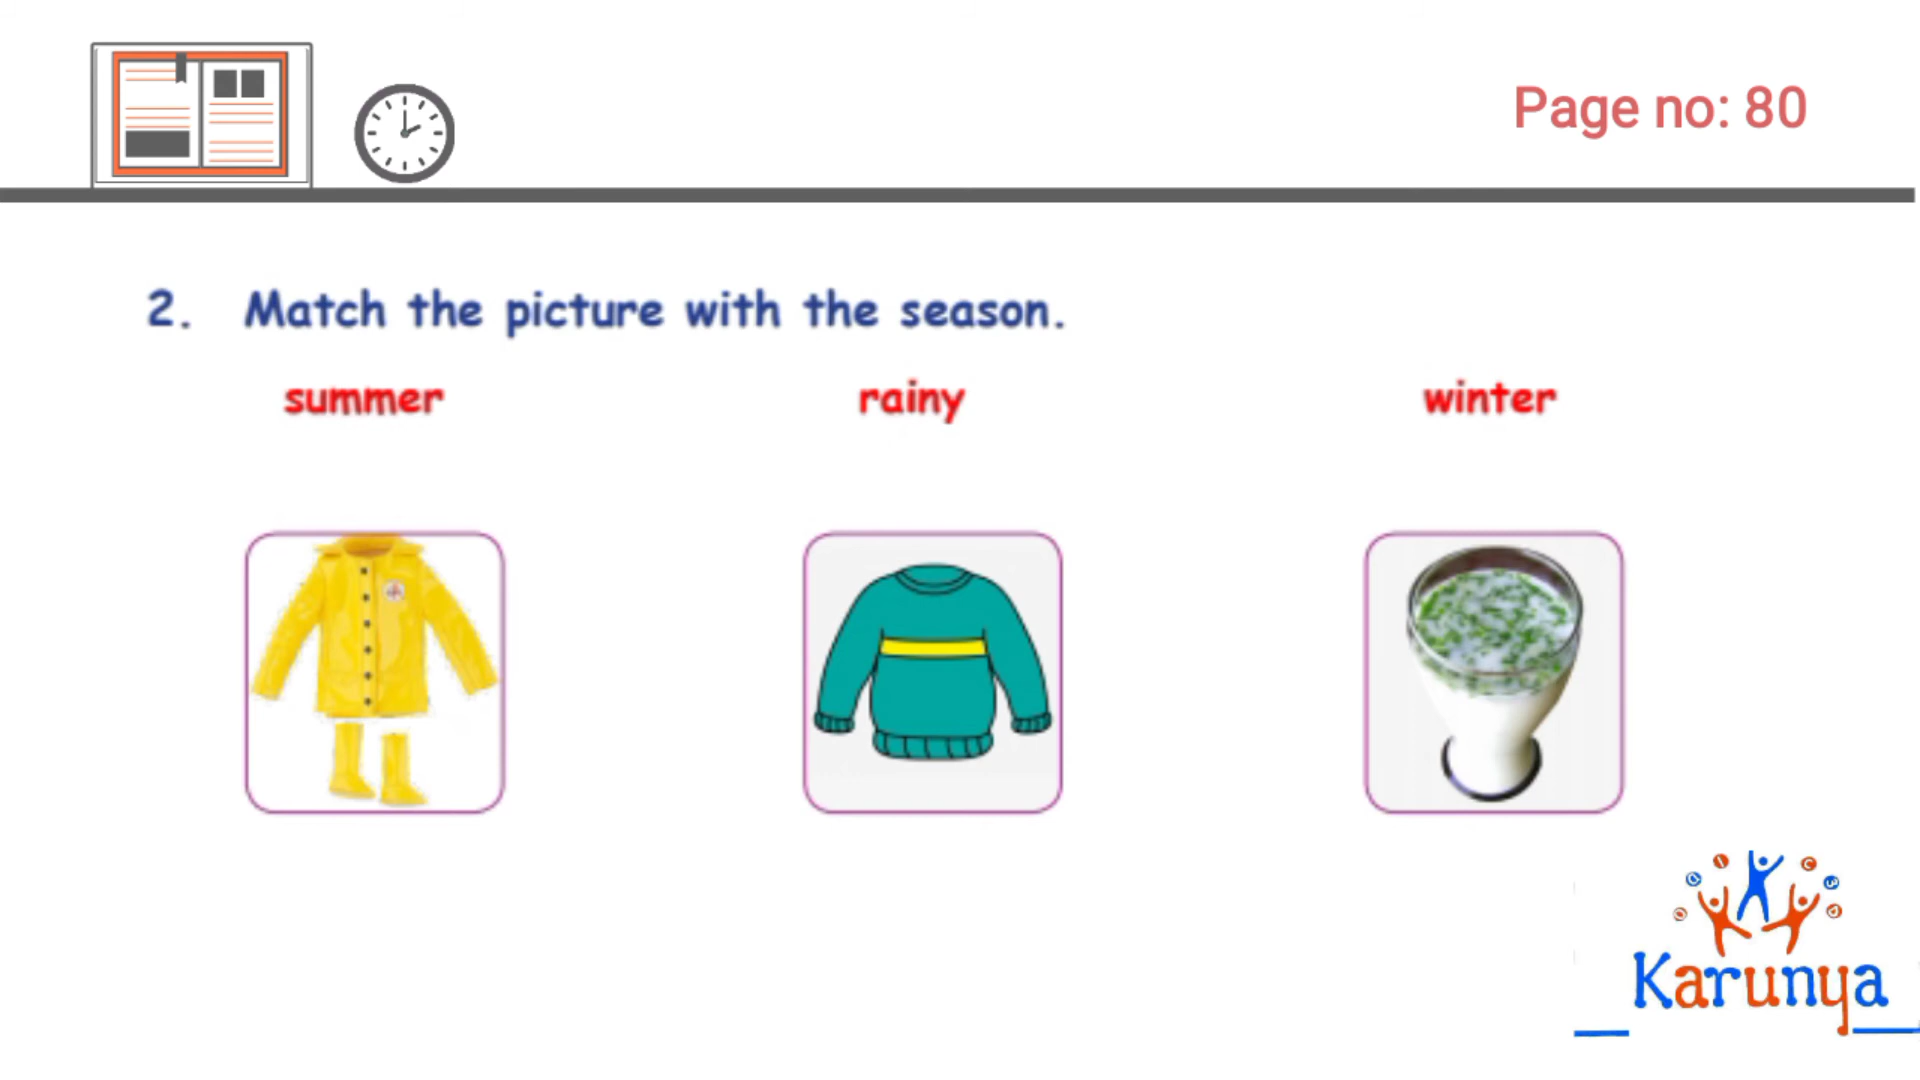 Page no: 80
2. Match the picture with the season.
summer rainy winter
Karunya